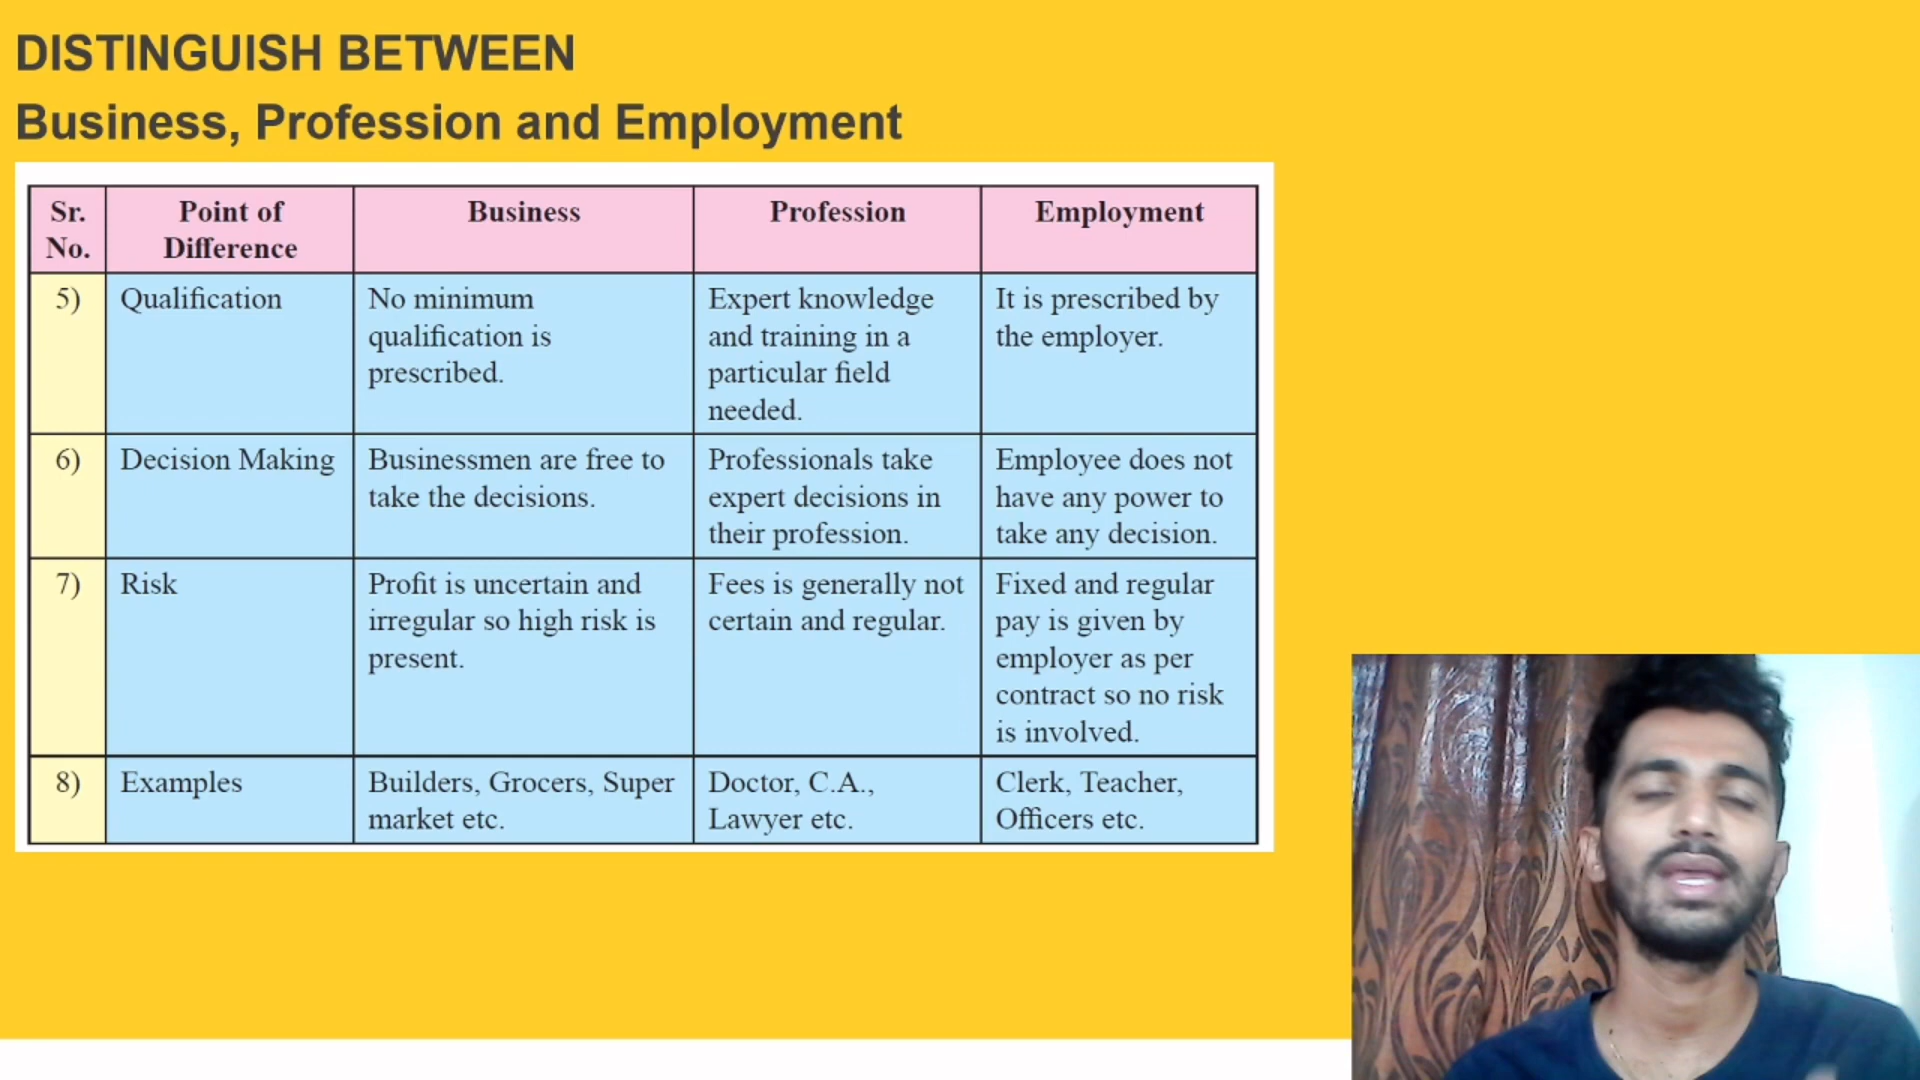 DISTINGUISH BETWEEN
Business, Profession and Employment
Sr. No.
Point of Difference
Business
Profession
Employment
5)
Qualification
No minimum
qualification is
prescribed.
Expert knowledge
and training in a
particular field
needed.
It is prescribed by
the employer.
6)
Decision Making
Businessmen are free to
take the decisions.
Professionals take
expert decisions in
their profession.
Employee does not
have any power to
take any decision.
7)
Risk
Profit is uncertain and
irregular so high risk is
present.
Fees is generally not
certain and regular.
Fixed and regular
pay is given by
employer as per
contract so no risk
is involved.
8)
Examples
Builders, Grocers, Super
market etc.
Doctor, C.A.,
Lawyer etc.
Clerk, Teacher,
Officers etc.